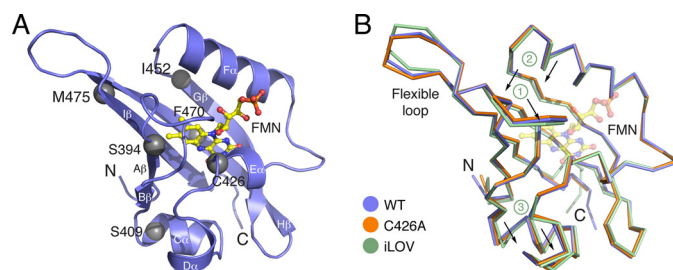 A
I452
Fα
M475
Gβ
Iβ
F470
FMN
S394
N
Aβ
C426
Eα
Bβ
Hβ
S409
Cα
C
Dα
B
2
Flexible
loop
1
FMN
N
WT
C426A
iLOV
3
C